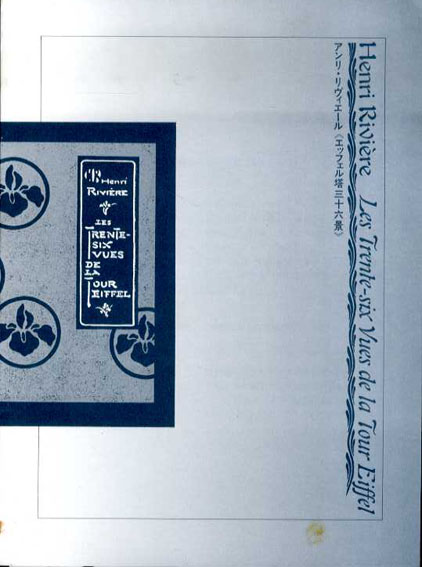 Henri Rivière Les Trente-six Vues de la Tour Eiffel
アンリ・リヴィエール《エッフェル塔三十六景》
HENRI
RIVIÈRE
LES
TRENTE-
SIX
VUES
DE
LA
TOUR
EIFFEL